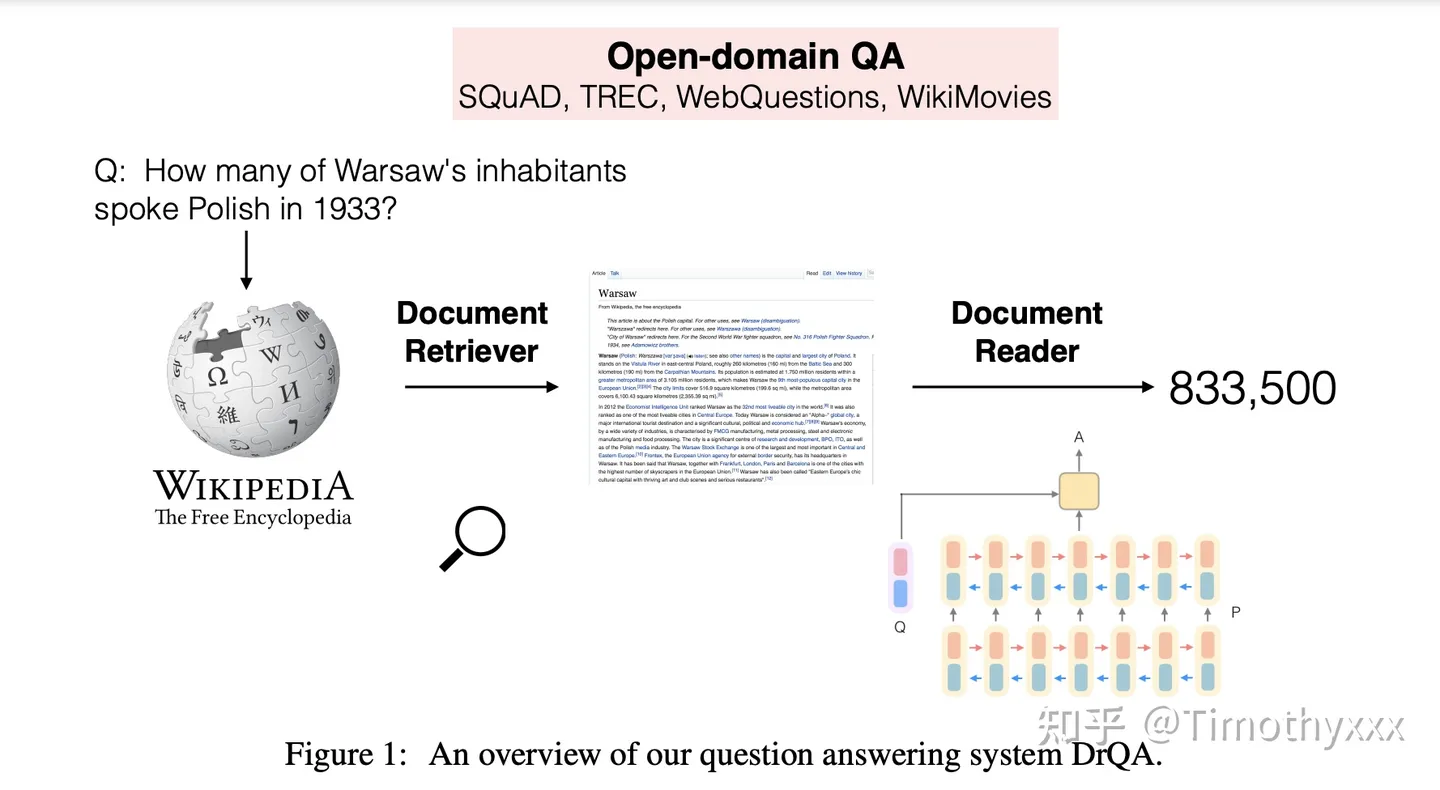 Open-domain QA
SQuAD, TREC, WebQuestions, WikiMovies
Q: How many of Warsaw's inhabitants
spoke Polish in 1933?
Ω
W
И
維
ウィ
7
WIKIPEDIA
The Free Encyclopedia
Document
Retriever
Article Talk
Read Edit View history
Warsaw
From Wikipedia, the free encyclopedia
This article is about the Polish capital. For other uses, see Warsaw (disambiguation).
"Warszawa" redirects here. For other uses, see Warszawa (disambiguation).
"City of Warsaw" redirects here. For the Second World War fighter squadron, see No. 316 Polish Fighter Squadron.
1934, see Adamowicz brothers.
Warsaw (Polish: Warszawa [varˈʂava] ( listen); see also other names) is the capital and largest city of Poland. It
stands on the Vistula River in east-central Poland, roughly 260 kilometres (160 mi) from the Baltic Sea and 300
kilometres (190 mi) from the Carpathian Mountains. Its population is estimated at 1.750 million residents within a
greater metropolitan area of 3.105 million residents, which makes Warsaw the 9th most-populous capital city in the
European Union.[2][3][4] The city limits cover 516.9 square kilometres (199.6 sq mi), while the metropolitan area
covers 6,100.43 square kilometres (2,355.39 sq mi).[5]
In 2012 the Economist Intelligence Unit ranked Warsaw as the 32nd most liveable city in the world.[6] It was also
ranked as one of the most liveable cities in Central Europe. Today Warsaw is considered an "Alpha–" global city, a
major international tourist destination and a significant cultural, political and economic hub.[7][8][9] Warsaw's economy,
by a wide variety of industries, is characterised by FMCG manufacturing, metal processing, steel and electronic
manufacturing and food processing. The city is a significant centre of research and development, BPO, ITO, as well
as of the Polish media industry. The Warsaw Stock Exchange is one of the largest and most important in Central and
Eastern Europe.[10] Frontex, the European Union agency for external border security, has its headquarters in
Warsaw. It has been said that Warsaw, together with Frankfurt, London, Paris and Barcelona is one of the cities with
the highest number of skyscrapers in the European Union.[11] Warsaw has also been called "Eastern Europe's chic
cultural capital with thriving art and club scenes and serious restaurants".[12]
Document
Reader
833,500
A
Q
P
知乎 @Timothyxxx
Figure 1: An overview of our question answering system DrQA.